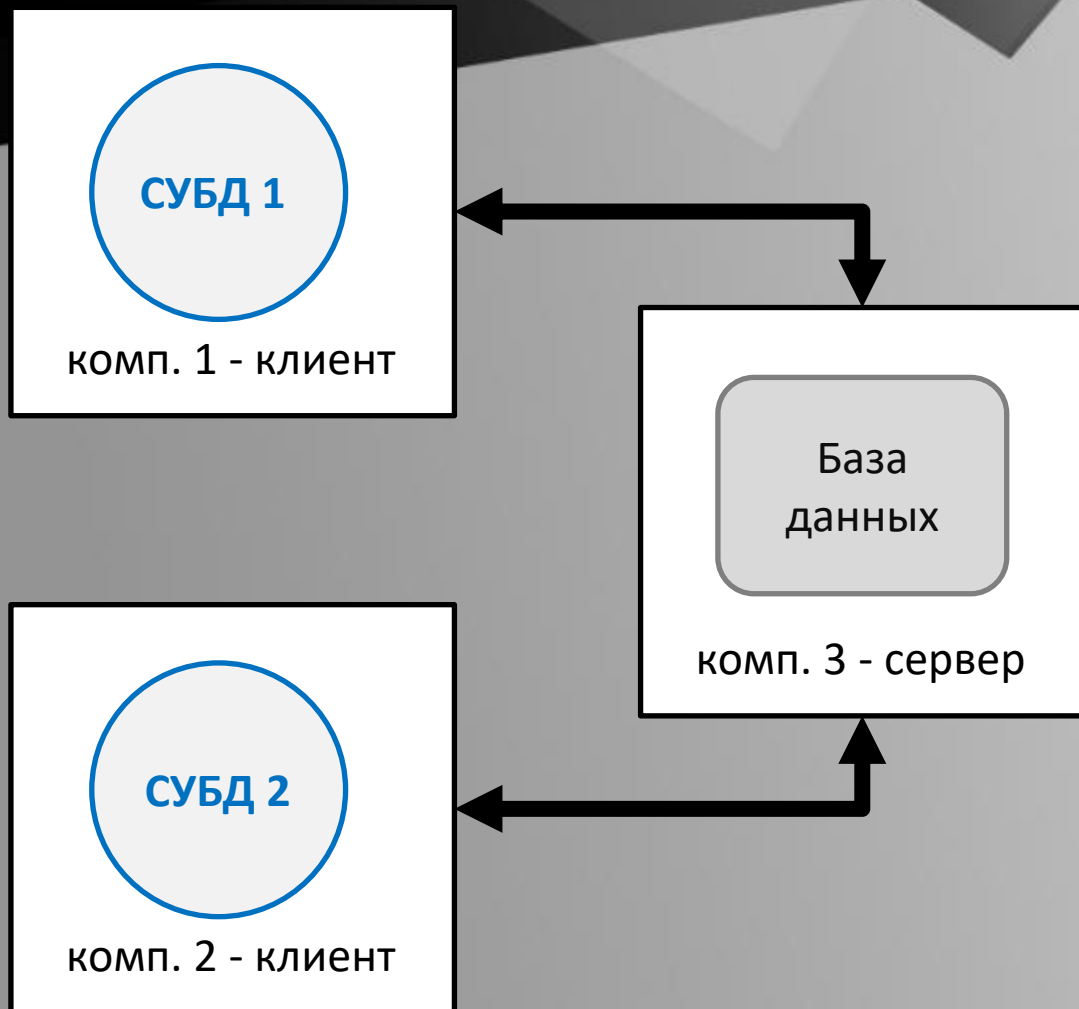 СУБД 1
комп. 1 - клиент
База
данных
комп. 3 - сервер
СУБД 2
комп. 2 - клиент